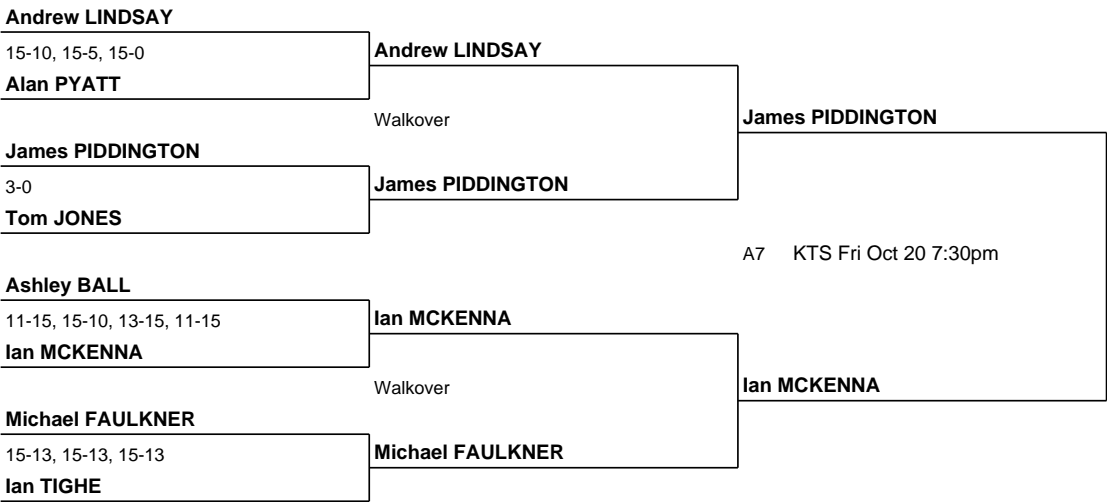 Andrew LINDSAY
15-10, 15-5, 15-0
Andrew LINDSAY
Alan PYATT
Walkover
James PIDDINGTON
James PIDDINGTON
3-0
James PIDDINGTON
Tom JONES
A7 KTS Fri Oct 20 7:30pm
Ashley BALL
11-15, 15-10, 13-15, 11-15
Ian MCKENNA
Ian MCKENNA
Walkover
Ian MCKENNA
Michael FAULKNER
15-13, 15-13, 15-13
Michael FAULKNER
Ian TIGHE